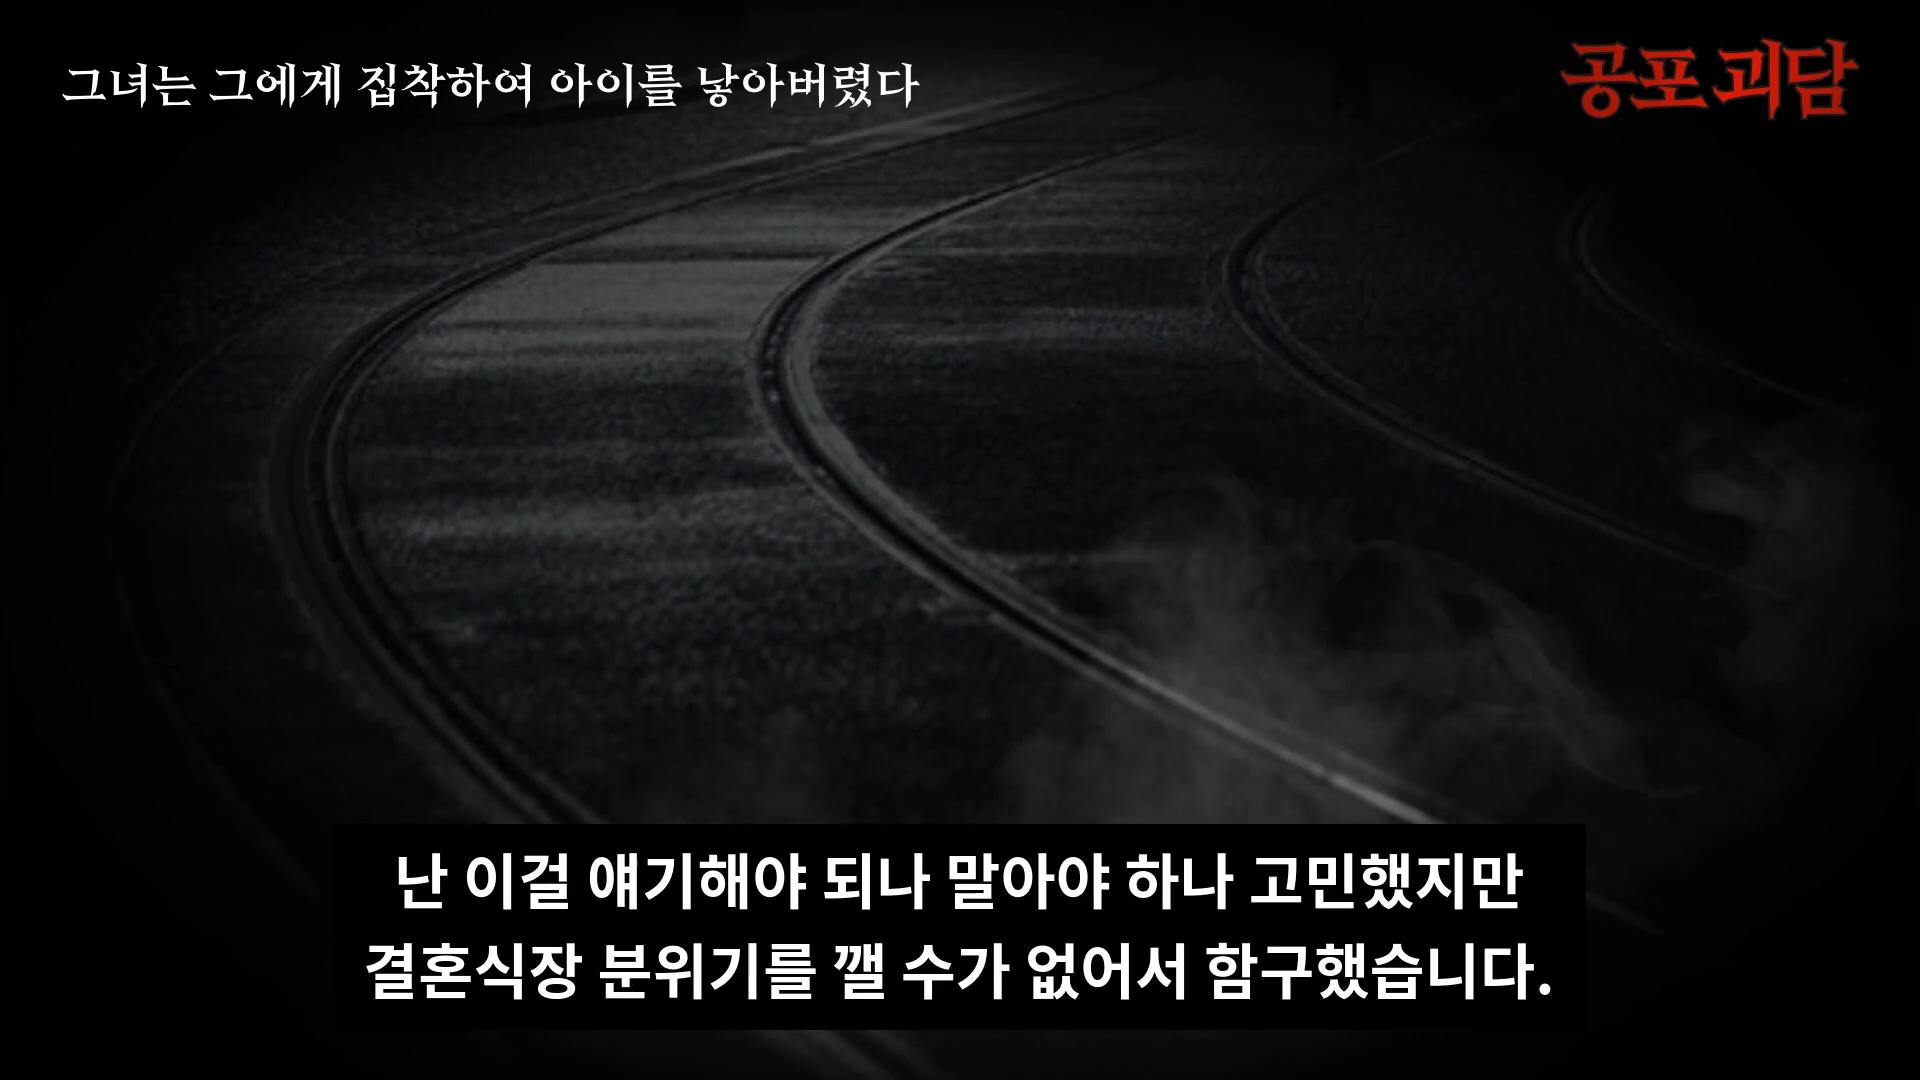 그녀는 그에게 집착하여 아이를 낳아버렸다
공포 괴담
난 이걸 얘기해야 되나 말아야 하나 고민했지만
결혼식장 분위기를 깰 수가 없어서 함구했습니다.